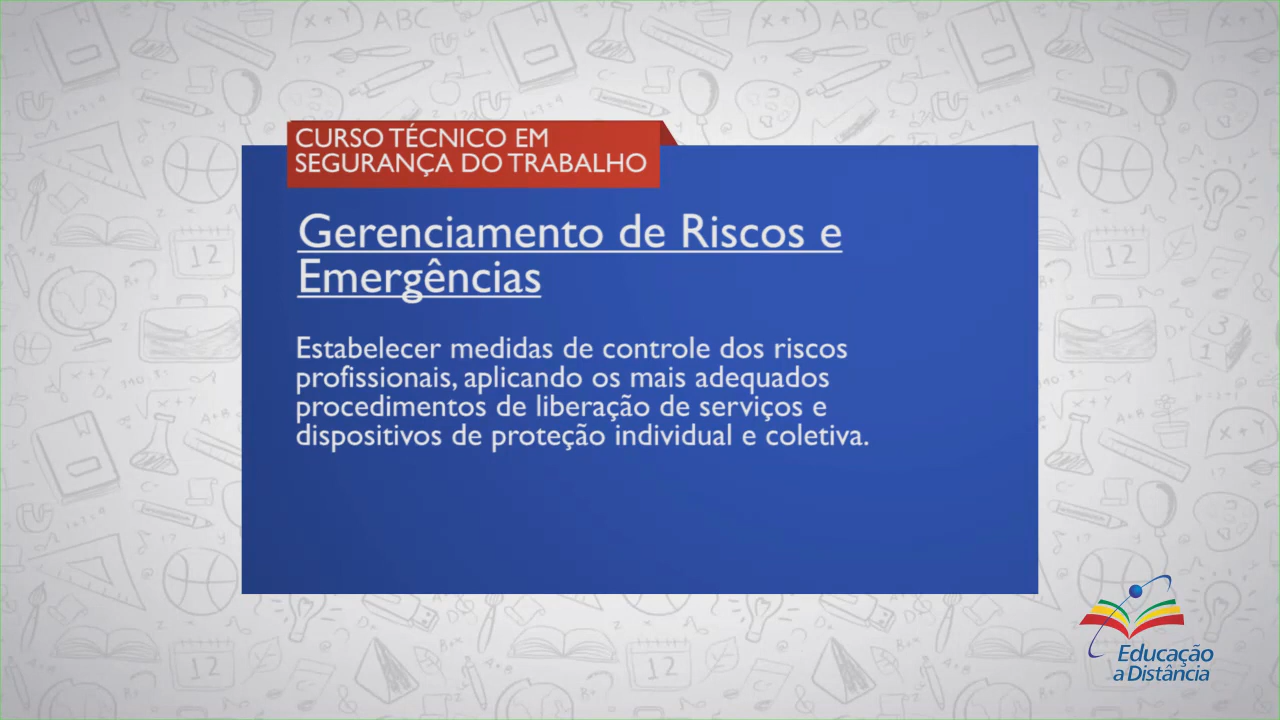 CURSO TÉCNICO EM
SEGURANÇA DO TRABALHO
Gerenciamento de Riscos e
Emergências
Estabelecer medidas de controle dos riscos
profissionais, aplicando os mais adequados
procedimentos de liberação de serviços e
dispositivos de proteção individual e coletiva.
Educação
a Distância